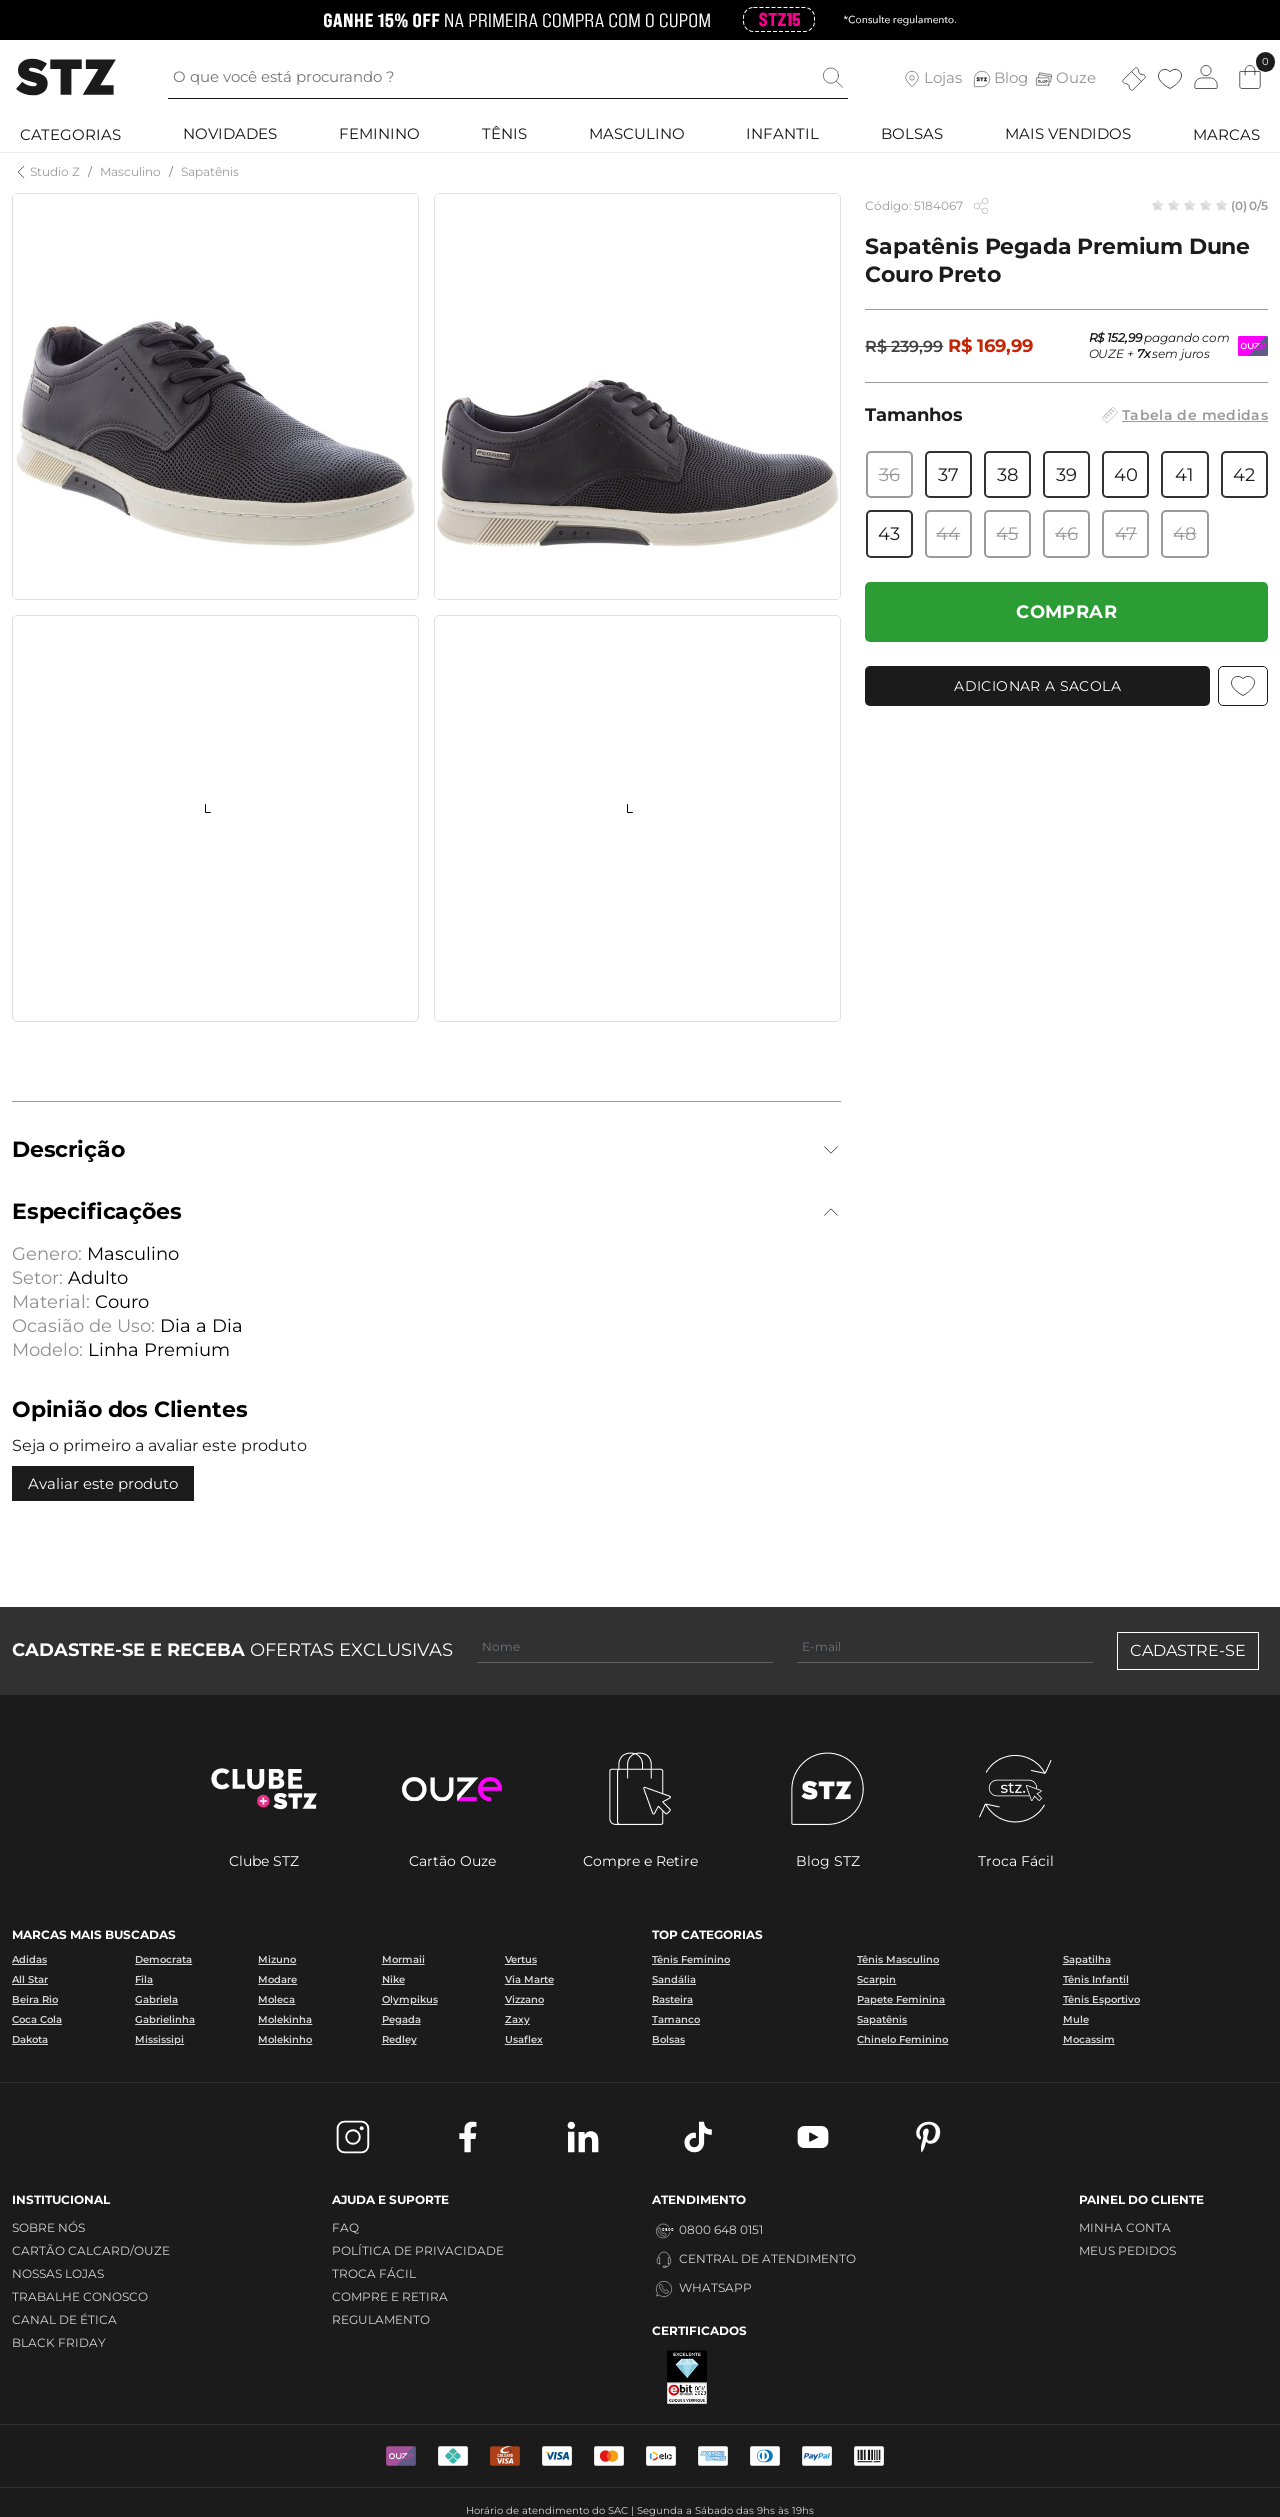 GANHE 15% OFF NA PRIMEIRA COMPRA COM O CUPOM STZ15 *Consulte regulamento.
STZ
O que você está procurando ?
Lojas STZ Blog Ouze 0
CATEGORIAS NOVIDADES FEMININO TÊNIS MASCULINO INFANTIL BOLSAS MAIS VENDIDOS MARCAS
Studio Z / Masculino / Sapatênis
Código: 5184067 (0) 0/5
Sapatênis Pegada Premium Dune
Couro Preto
R$ 239,99 R$ 169,99
R$ 152,99 pagando com
OUZE + 7x sem juros
Tamanhos
Tabela de medidas
36 37 38 39 40 41 42
43 44 45 46 47 48
COMPRAR
ADICIONAR A SACOLA
PEGADA
L L
Descrição
Especificações
Genero: Masculino
Setor: Adulto
Material: Couro
Ocasião de Uso: Dia a Dia
Modelo: Linha Premium
Opinião dos Clientes
Seja o primeiro a avaliar este produto
Avaliar este produto
CADASTRE-SE E RECEBA OFERTAS EXCLUSIVAS Nome E-mail CADASTRE-SE
CLUBE
+STZ
ouze
STZ
stz.
Clube STZ Cartão Ouze Compre e Retire Blog STZ Troca Fácil
MARCAS MAIS BUSCADAS
Adidas Democrata Mizuno Mormaii Vertus
All Star Fila Modare Nike Via Marte
Beira Rio Gabriela Moleca Olympikus Vizzano
Coca Cola Gabrielinha Molekinha Pegada Zaxy
Dakota Mississipi Molekinho Redley Usaflex
TOP CATEGORIAS
Tênis Feminino Tênis Masculino Sapatilha
Sandália Scarpin Tênis Infantil
Rasteira Papete Feminina Tênis Esportivo
Tamanco Sapatênis Mule
Bolsas Chinelo Feminino Mocassim
INSTITUCIONAL
SOBRE NÓS
CARTÃO CALCARD/OUZE
NOSSAS LOJAS
TRABALHE CONOSCO
CANAL DE ÉTICA
BLACK FRIDAY
AJUDA E SUPORTE
FAQ
POLÍTICA DE PRIVACIDADE
TROCA FÁCIL
COMPRE E RETIRA
REGULAMENTO
ATENDIMENTO
0800 648 0151
CENTRAL DE ATENDIMENTO
WHATSAPP
CERTIFICADOS
EXCELENTE
ebit
CLIQUE E VERIFIQUE
PAINEL DO CLIENTE
MINHA CONTA
MEUS PEDIDOS
VISA VISA elo PayPal
Horário de atendimento do SAC | Segunda a Sábado das 9hs às 19hs